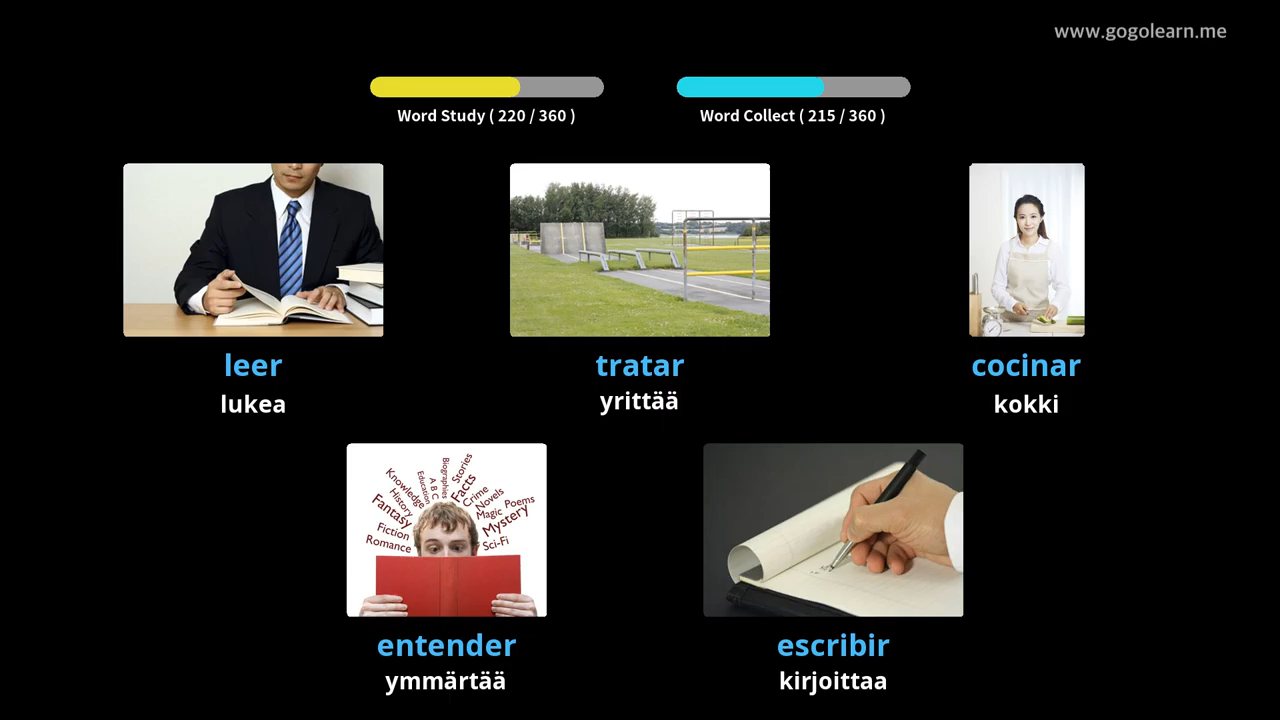 www.gogolearn.me
Word Study ( 220 / 360 )
Word Collect ( 215 / 360 )
leer
lukea
tratar
yrittää
cocinar
kokki
Knowledge
History
Fantasy
Fiction
Romance
Education
A B C
Biographies
Stories
Facts
Crime
Novels
Magic
Poems
Mystery
Sci-Fi
entender
ymmärtää
escribir
kirjoittaa